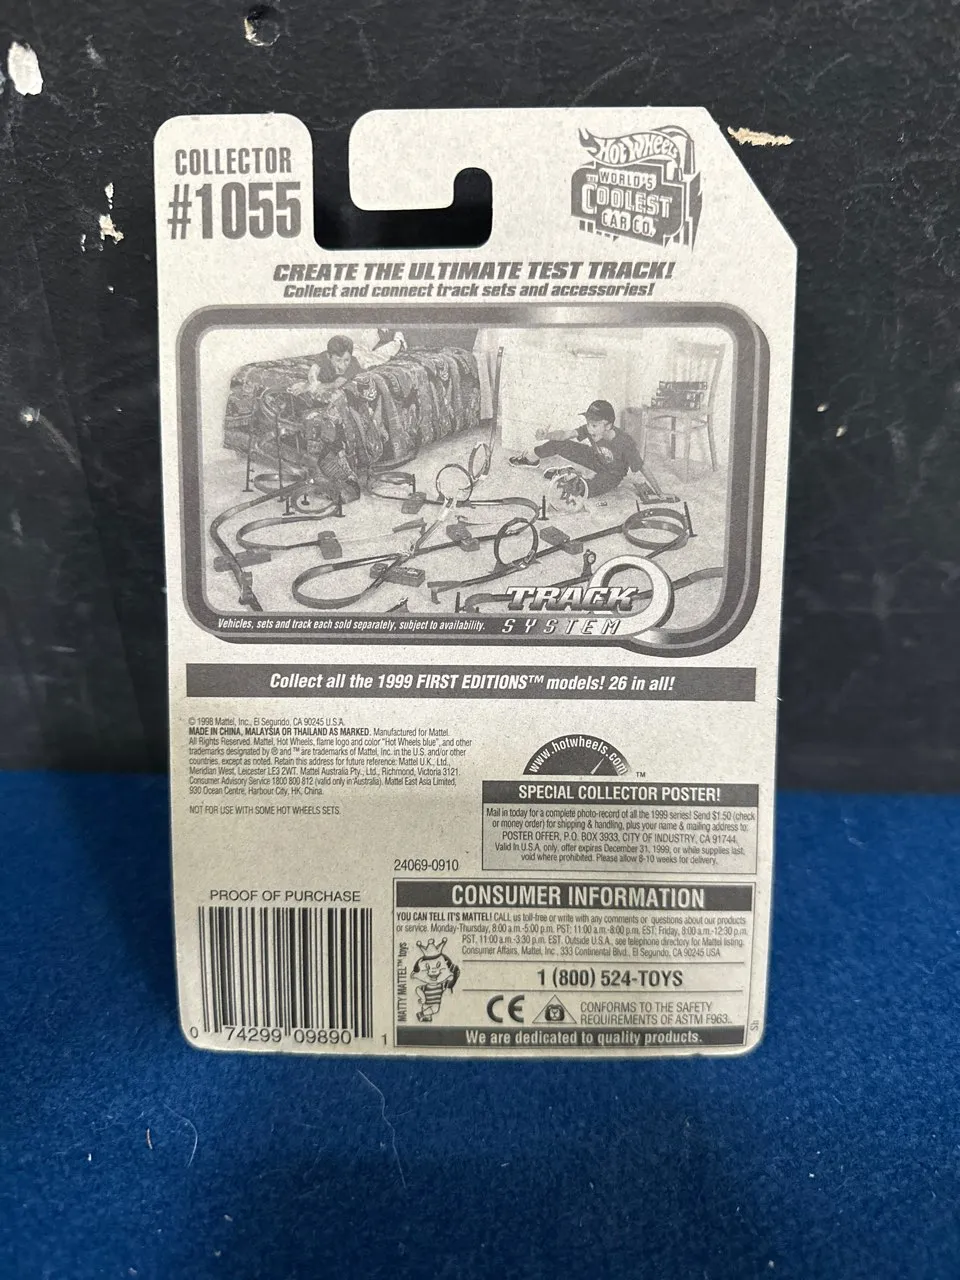 COLLECTOR
#1055
HOT WHEELS
THE WORLD'S
COOLEST
CAR CO.
CREATE THE ULTIMATE TEST TRACK!
Collect and connect track sets and accessories!
TRACK
SYSTEM
Vehicles, sets and track each sold separately, subject to availability.
Collect all the 1999 FIRST EDITIONS™ models! 26 in all!
© 1998 Mattel, Inc., El Segundo, CA 90245 U.S.A.
MADE IN CHINA, MALAYSIA OR THAILAND AS MARKED. Manufactured for Mattel.
All Rights Reserved. Mattel, Hot Wheels, flame logo and color "Hot Wheels blue", and other
trademarks designated by ® and ™ are trademarks of Mattel, Inc. in the U.S. and/or other
countries, except as noted. Retain this address for future reference: Mattel U.K., Ltd.,
Meridian West, Leicester LE3 2WT. Mattel Australia Pty., Ltd., Richmond, Victoria 3121.
Consumer Advisory Service 1800 800 812 (valid only in Australia). Mattel East Asia Limited,
930 Ocean Centre, Harbour City, HK, China.
NOT FOR USE WITH SOME HOT WHEELS SETS.
www.hotwheels.com
™
SPECIAL COLLECTOR POSTER!
Mail in today for a complete photo-record of all the 1999 series! Send $1.50 (check
or money order) for shipping & handling, plus your name & mailing address to:
POSTER OFFER, P.O. BOX 3933, CITY OF INDUSTRY, CA 91744.
Valid in U.S.A. only, offer expires December 31, 1999, or while supplies last,
void where prohibited. Please allow 8-10 weeks for delivery.
24069-0910
PROOF OF PURCHASE
0 74299 09890 1
CONSUMER INFORMATION
YOU CAN TELL IT'S MATTEL! CALL us toll-free or write with any comments or questions about our products
or service. Monday-Thursday, 8:00 a.m.-5:00 p.m. PST; 11:00 a.m.-8:00 p.m. EST; Friday, 8:00 a.m.-12:30 p.m.
PST, 11:00 a.m.-3:30 p.m. EST. Outside U.S.A., see telephone directory for Mattel listing.
Consumer Affairs, Mattel, Inc., 333 Continental Blvd., El Segundo, CA 90245 USA
MATTY MATTEL™ toys
1 (800) 524-TOYS
CE
CONFORMS TO THE SAFETY
REQUIREMENTS OF ASTM F963.
We are dedicated to quality products.